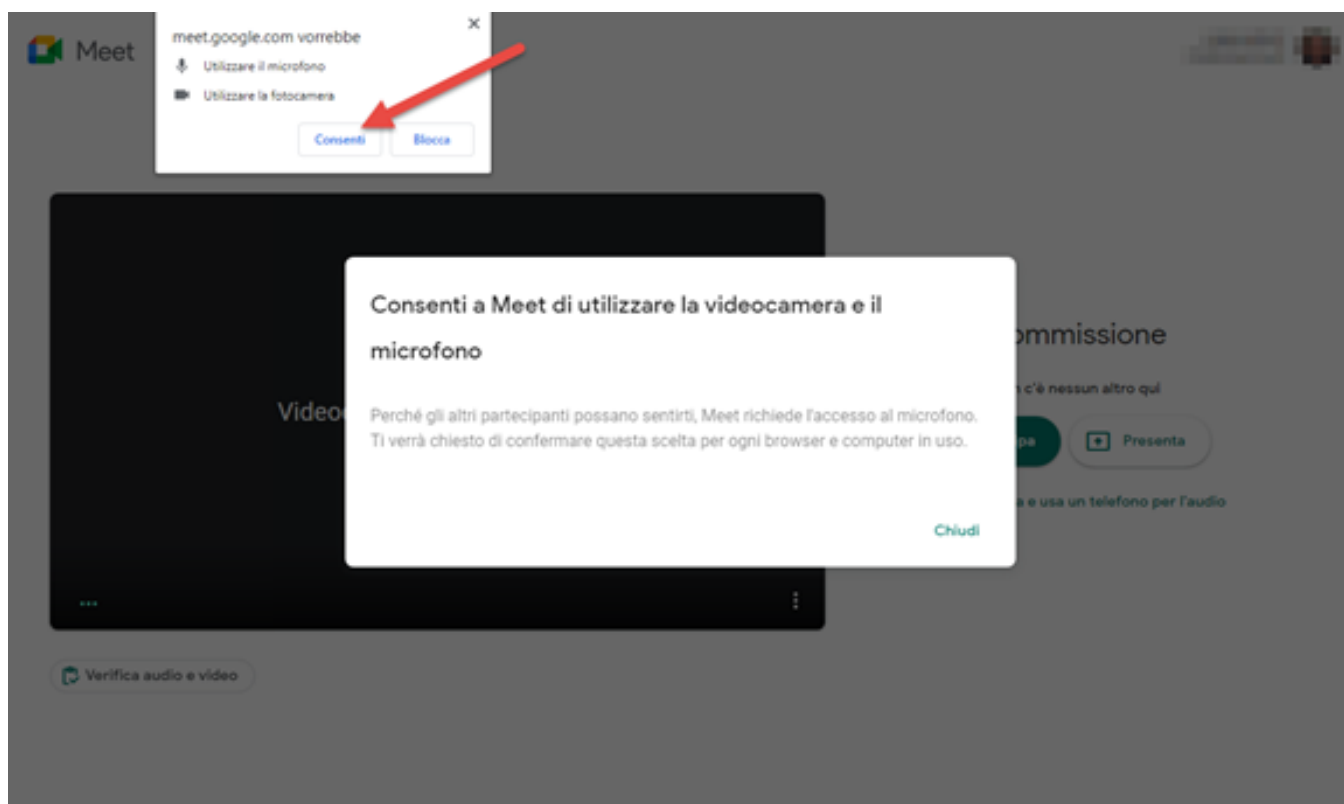 Meet
meet.google.com vorrebbe
Utilizzare il microfono
Utilizzare la fotocamera
Consenti Blocca
Consenti a Meet di utilizzare la videocamera e il
microfono
Perché gli altri partecipanti possano sentirti, Meet richiede l'accesso al microfono.
Ti verrà chiesto di confermare questa scelta per ogni browser e computer in uso.
Chiudi
Video
ommissione
c'è nessun altro qui
pa Presenta
a e usa un telefono per l'audio
Verifica audio e video